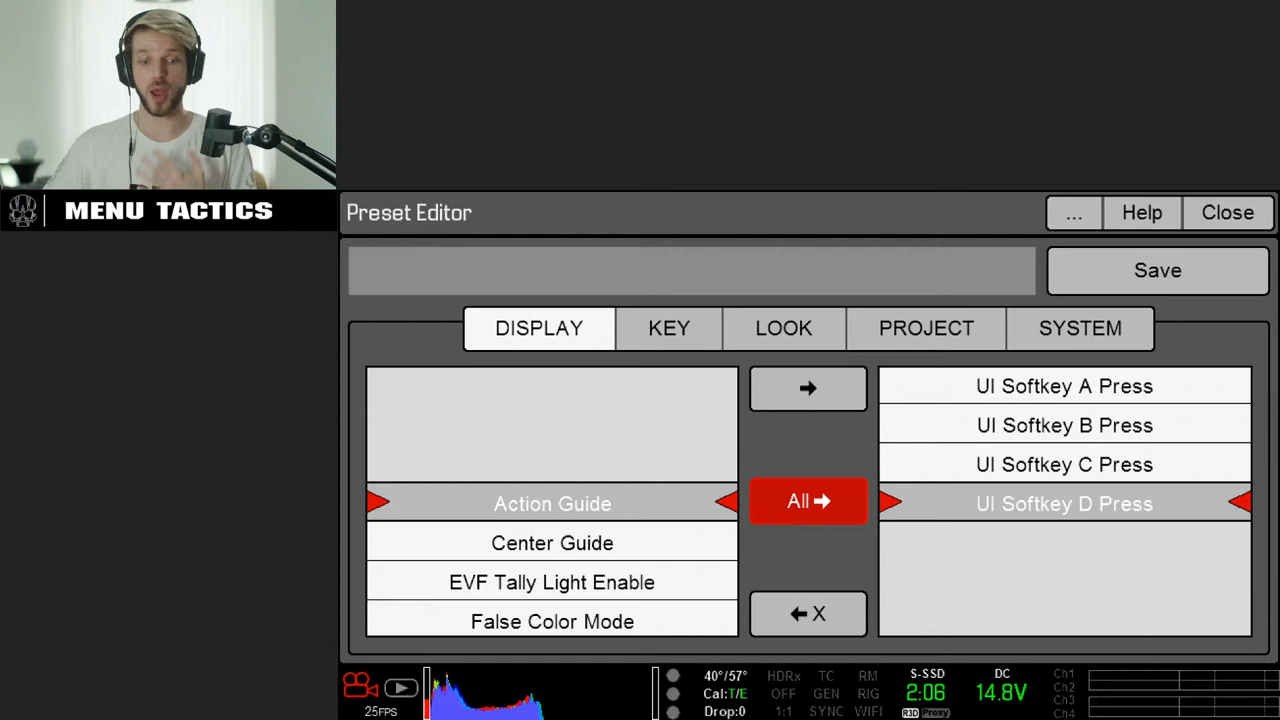 MENU TACTICS
Preset Editor
... Help Close
Save
DISPLAY KEY LOOK PROJECT SYSTEM
Action Guide
Center Guide
EVF Tally Light Enable
False Color Mode
All
X
UI Softkey A Press
UI Softkey B Press
UI Softkey C Press
UI Softkey D Press
25FPS
40°/57°
Cal:T/E
Drop:0
HDRx TC RM
OFF GEN RIG
1:1 SYNC WIFI
S-SSD
2:06
R3D Proxy
DC
14.8V
Ch1
Ch2
Ch3
Ch4